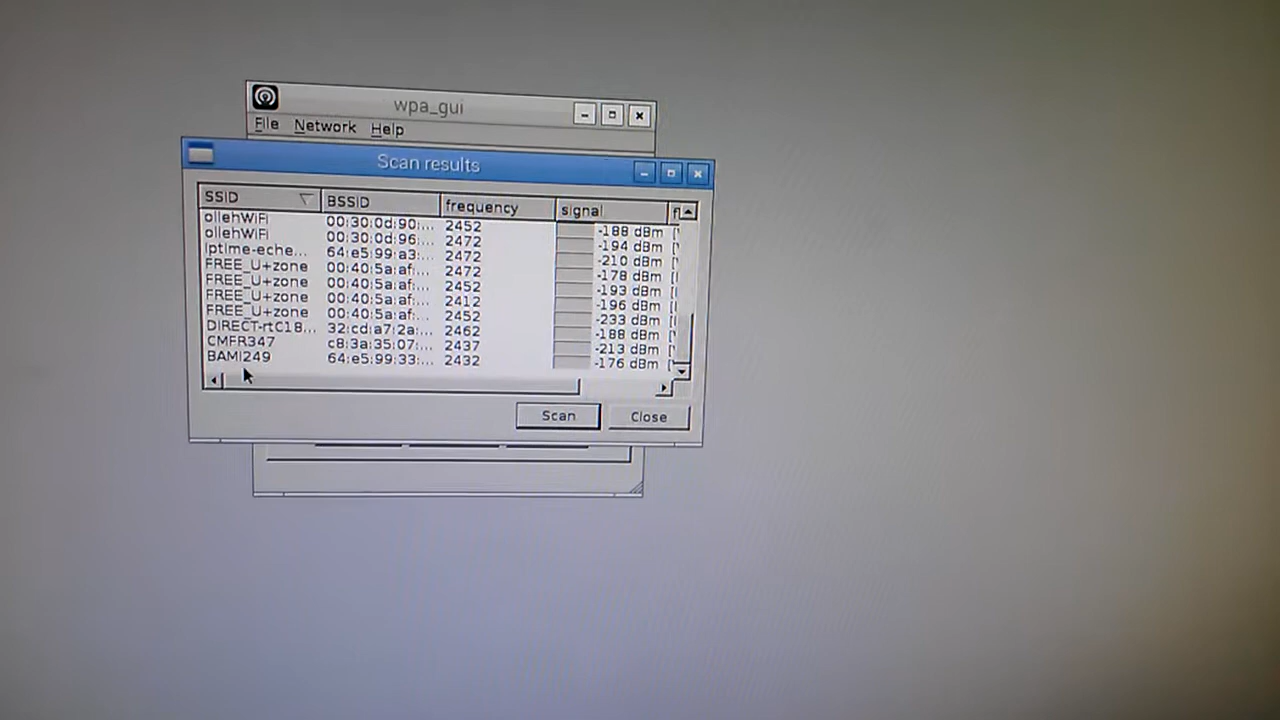 wpa_gui
File Network Help
Scan results
SSID BSSID frequency signal f
ollehWiFi 00:30:0d:90:... 2452 -188 dBm [
ollehWiFi 00:30:0d:96:... 2472 -194 dBm [
iptime-eche... 64:e5:99:a3:... 2472 -210 dBm [
FREE_U+zone 00:40:5a:af:... 2472 -178 dBm [
FREE_U+zone 00:40:5a:af:... 2452 -193 dBm [
FREE_U+zone 00:40:5a:af:... 2412 -196 dBm [
FREE_U+zone 00:40:5a:af:... 2452 -233 dBm [
DIRECT-rtC18... 32:cd:a7:2a:... 2462 -188 dBm [
CMFR347 c8:3a:35:07:... 2437 -213 dBm [
BAMI249 64:e5:99:33:... 2432 -176 dBm [
Scan Close